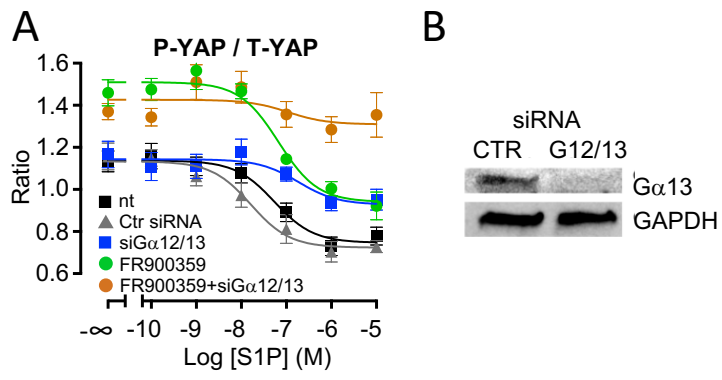 A
P-YAP / T-YAP
1.6
1.4
1.2
1.0
0.8
0.6
Ratio
nt
Ctr siRNA
siGα12/13
FR900359
FR900359+siGα12/13
-∞ -10 -9 -8 -7 -6 -5
Log [S1P] (M)
B
siRNA
CTR G12/13
Gα13
GAPDH